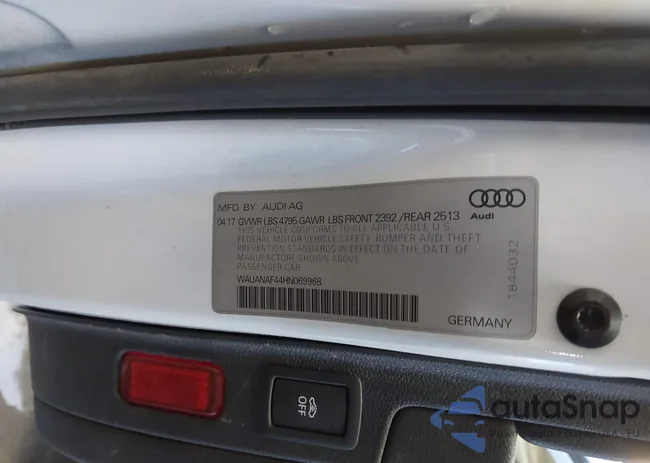 MFD. BY AUDI AG
Audi
04 17 GVWR LBS 4795 GAWR LBS FRONT 2392 / REAR 2513
THIS VEHICLE CONFORMS TO ALL APPLICABLE U S
FEDERAL MOTOR VEHICLE SAFETY, BUMPER AND THEFT
PREVENTION STANDARDS IN EFFECT ON THE DATE
OF MANUFACTURE SHOWN ABOVE
PASSENGER CAR
WAUANAF44HN069968
1844032
GERMANY
OFF
autoSnap